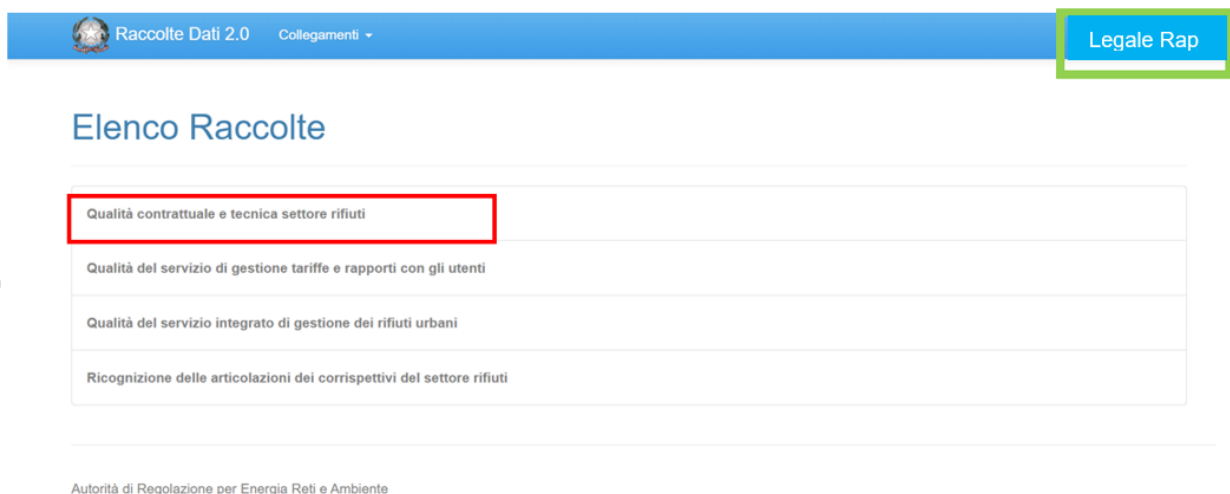 Raccolte Dati 2.0 Collegamenti
Legale Rap
Elenco Raccolte
Qualità contrattuale e tecnica settore rifiuti
Qualità del servizio di gestione tariffe e rapporti con gli utenti
Qualità del servizio integrato di gestione dei rifiuti urbani
Ricognizione delle articolazioni dei corrispettivi del settore rifiuti
Autorità di Regolazione per Energia Reti e Ambiente